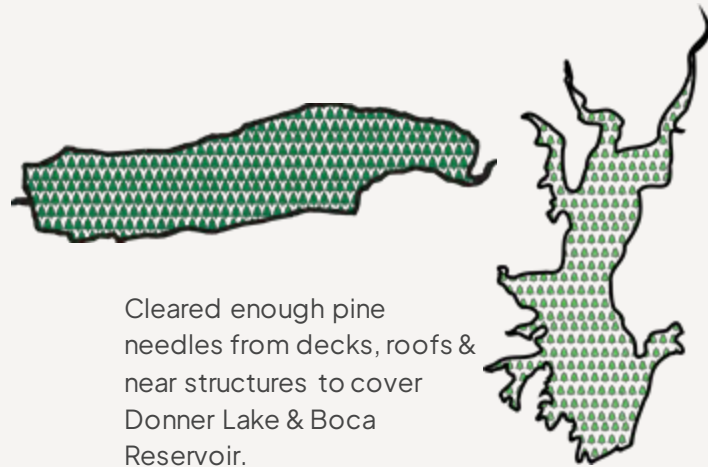 Cleared enough pine
needles from decks, roofs &
near structures to cover
Donner Lake & Boca
Reservoir.